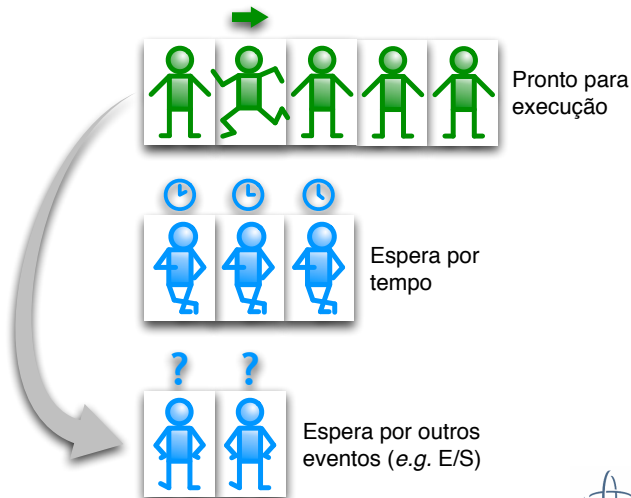 Pronto para
execução
Espera por
tempo
? ?
Espera por outros
eventos (e.g. E/S)